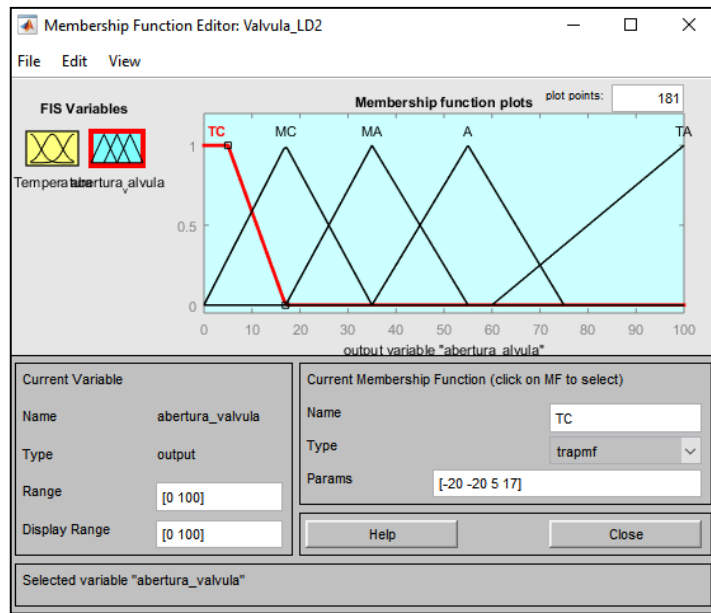 Membership Function Editor: Valvula_LD2
File Edit View
FIS Variables
Membership function plots plot points: 181
TC MC MA A TA
1
0.5
0
abertura_valvula
0 10 20 30 40 50 60 70 80 90 100
output variable "abertura_alvula"
Current Variable
Name abertura_valvula
Type output
Range [0 100]
Display Range [0 100]
Current Membership Function (click on MF to select)
Name TC
Type trapmf
Params [-20 -20 5 17]
Help Close
Selected variable "abertura_valvula"